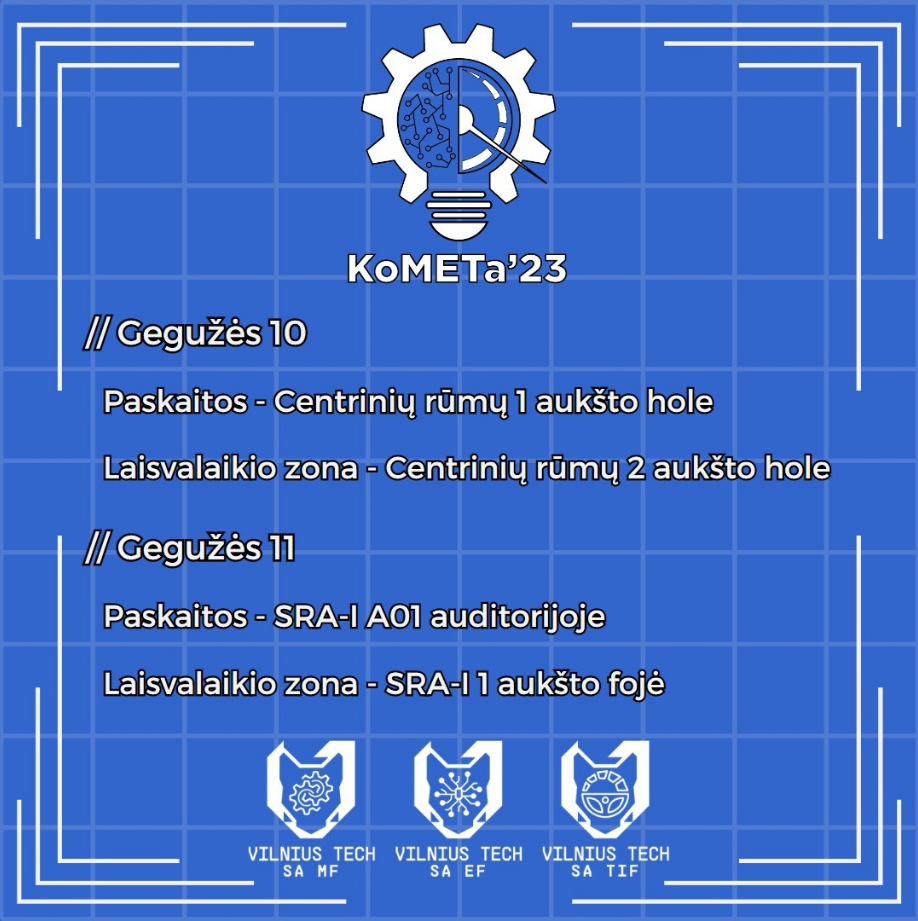 KoMETa’23
// Gegužės 10
Paskaitos - Centrinių rūmų 1 aukšto hole
Laisvalaikio zona - Centrinių rūmų 2 aukšto hole
// Gegužės 11
Paskaitos - SRA-I A01 auditorijoje
Laisvalaikio zona - SRA-I 1 aukšto fojė
VILNIUS TECH
SA MF
VILNIUS TECH
SA EF
VILNIUS TECH
SA TIF